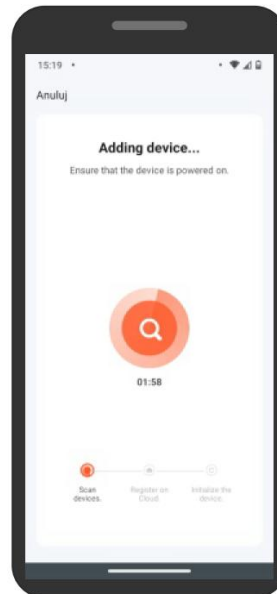 15:19
Anuluj
Adding device...
Ensure that the device is powered on.
01:58
Scan
devices.
Register on
Cloud.
Initialize the
device.